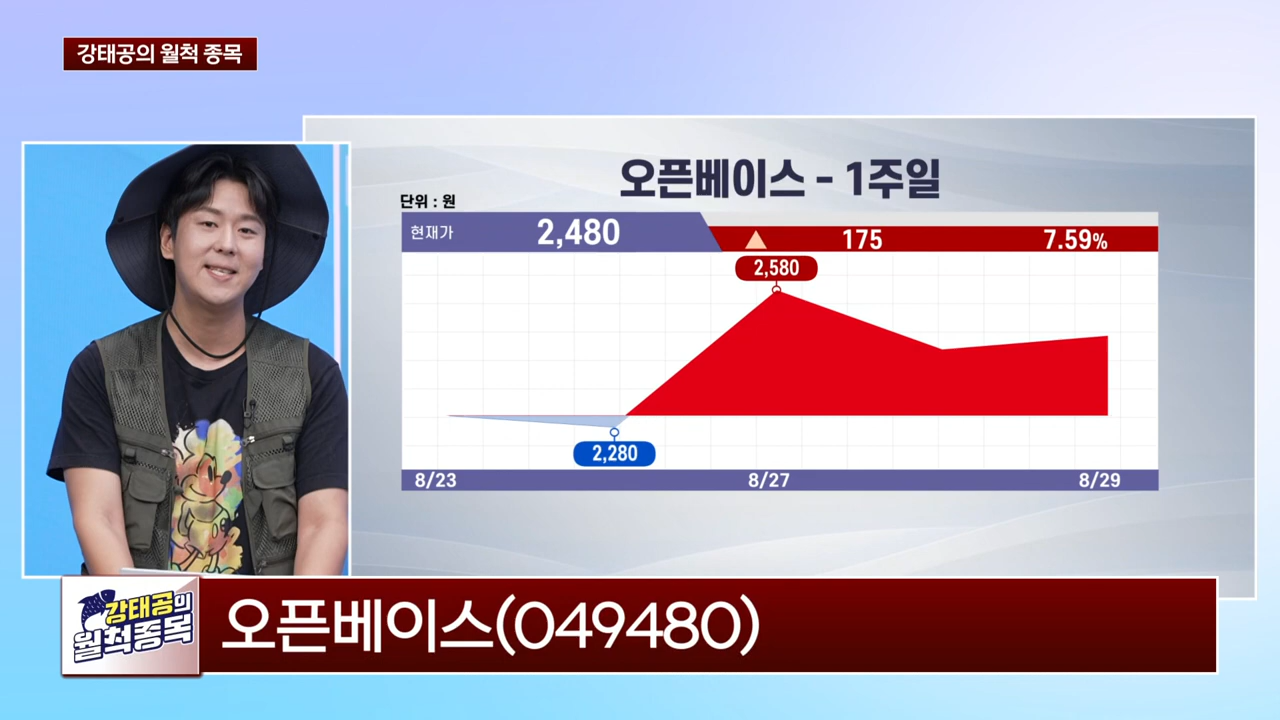 강태공의 월척 종목
오픈베이스 - 1주일
단위 : 원
현재가 2,480 175 7.59%
2,580
2,280
8/23 8/27 8/29
강태공의
월척종목
오픈베이스(049480)